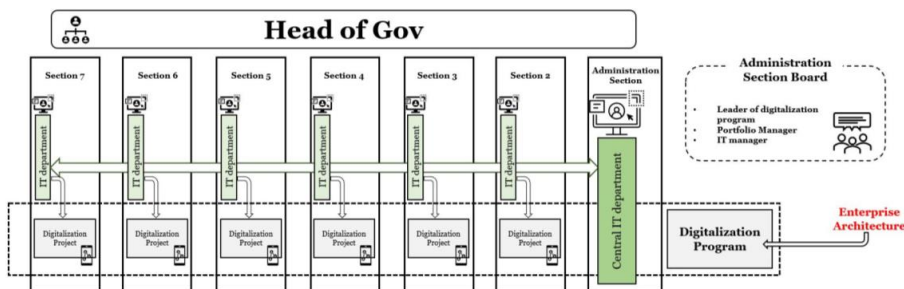 Head of Gov
Section 7
Section 6
Section 5
Section 4
Section 3
Section 2
Administration
Section
IT department
IT department
IT department
IT department
IT department
IT department
Central IT department
Digitalization
Project
Digitalization
Project
Digitalization
Project
Digitalization
Project
Digitalization
Project
Digitalization
Project
Digitalization
Program
Administration
Section Board
• Leader of digitalization
program
• Portfolio Manager
• IT manager
Enterprise
Architecture